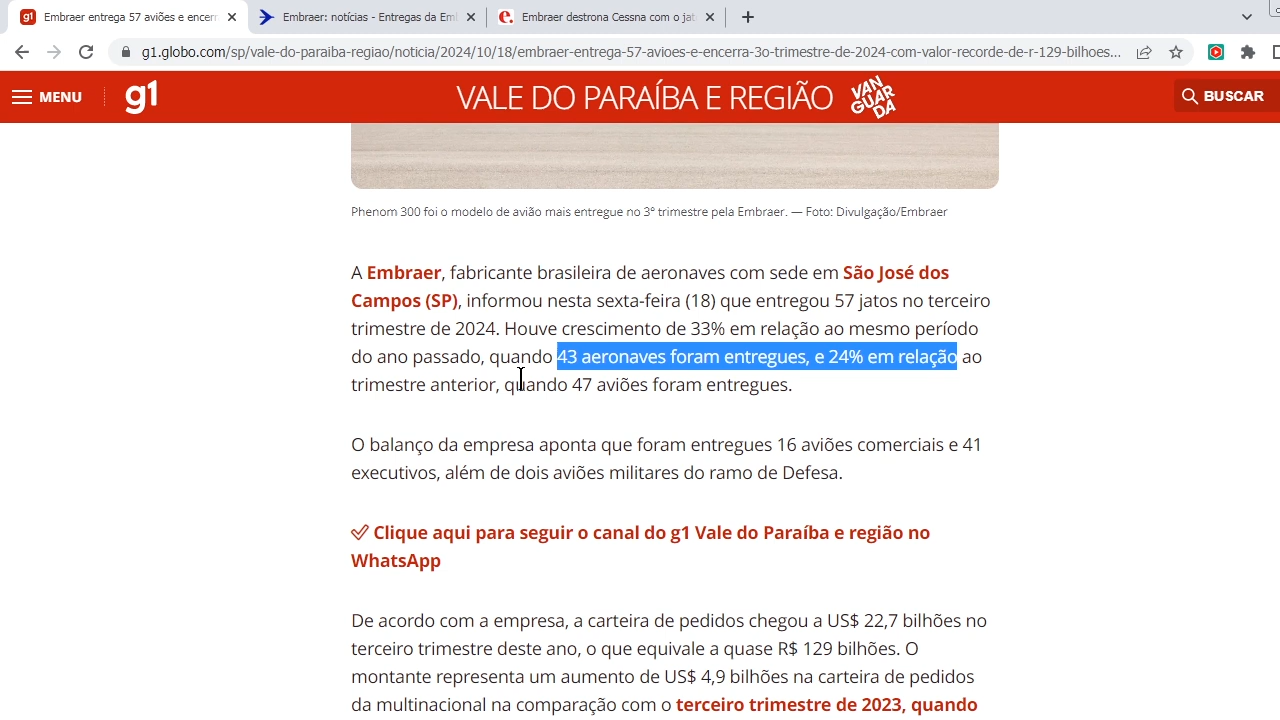 Embraer entrega 57 aviões e encerr
Embraer: notícias - Entregas da Em
Embraer destrona Cessna com o jat
g1.globo.com/sp/vale-do-paraiba-regiao/noticia/2024/10/18/embraer-entrega-57-avioes-e-encerra-3o-trimestre-de-2024-com-valor-recorde-de-r-129-bilhoes...
MENU
g1
VALE DO PARAÍBA E REGIÃO
VANGUARDA
BUSCAR
Phenom 300 foi o modelo de avião mais entregue no 3º trimestre pela Embraer. — Foto: Divulgação/Embraer
A Embraer, fabricante brasileira de aeronaves com sede em São José dos
Campos (SP), informou nesta sexta-feira (18) que entregou 57 jatos no terceiro
trimestre de 2024. Houve crescimento de 33% em relação ao mesmo período
do ano passado, quando 43 aeronaves foram entregues, e 24% em relação ao
trimestre anterior, quando 47 aviões foram entregues.
O balanço da empresa aponta que foram entregues 16 aviões comerciais e 41
executivos, além de dois aviões militares do ramo de Defesa.
✅ Clique aqui para seguir o canal do g1 Vale do Paraíba e região no
WhatsApp
De acordo com a empresa, a carteira de pedidos chegou a US$ 22,7 bilhões no
terceiro trimestre deste ano, o que equivale a quase R$ 129 bilhões. O
montante representa um aumento de US$ 4,9 bilhões na carteira de pedidos
da multinacional na comparação com o terceiro trimestre de 2023, quando